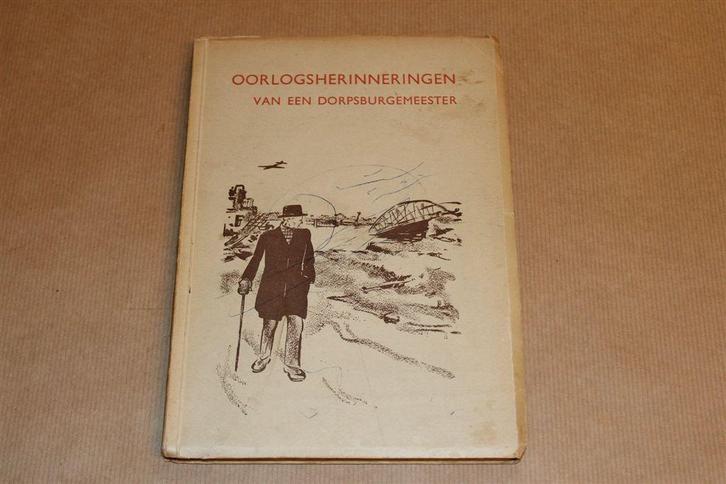 OORLOGSHERINNERINGEN
VAN EEN DORPSBURGEMEESTER